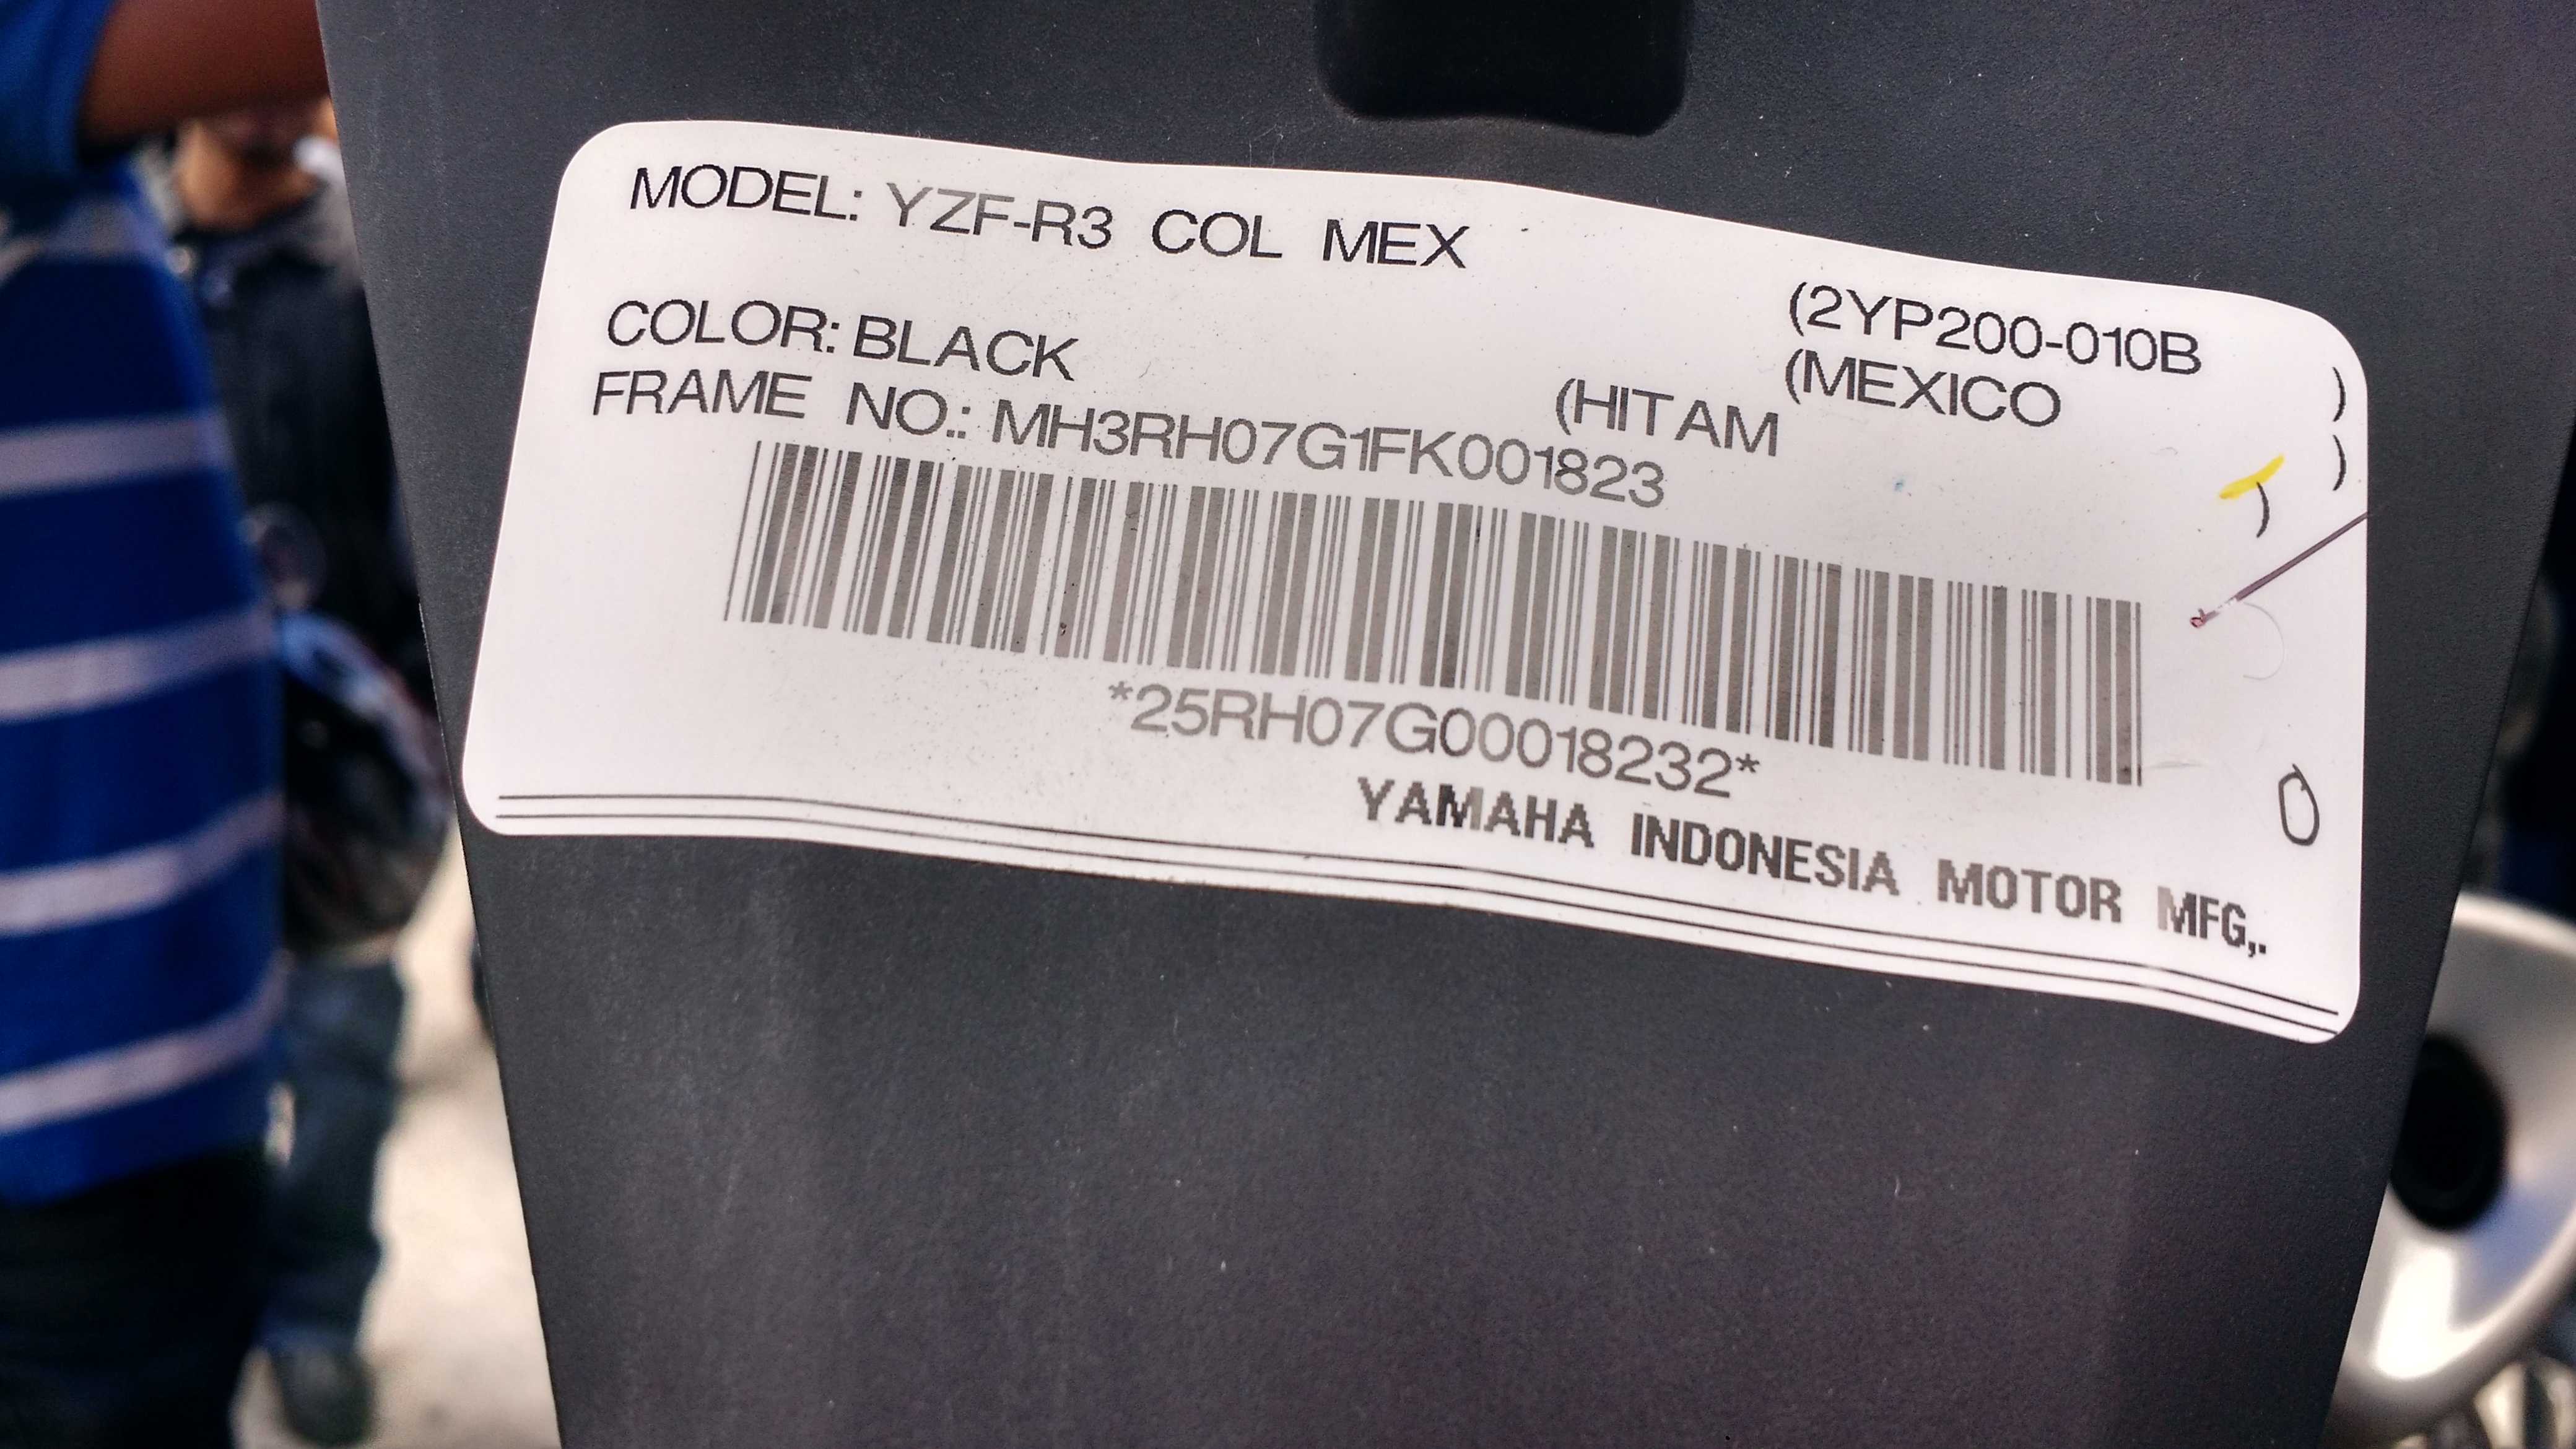 MODEL: YZF-R3 COL MEX (2YP200-010B )
(MEXICO )
COLOR: BLACK (HITAM )
FRAME NO.: MH3RH07G1FK001823
*25RH07G00018232*
YAMAHA INDONESIA MOTOR MFG,.